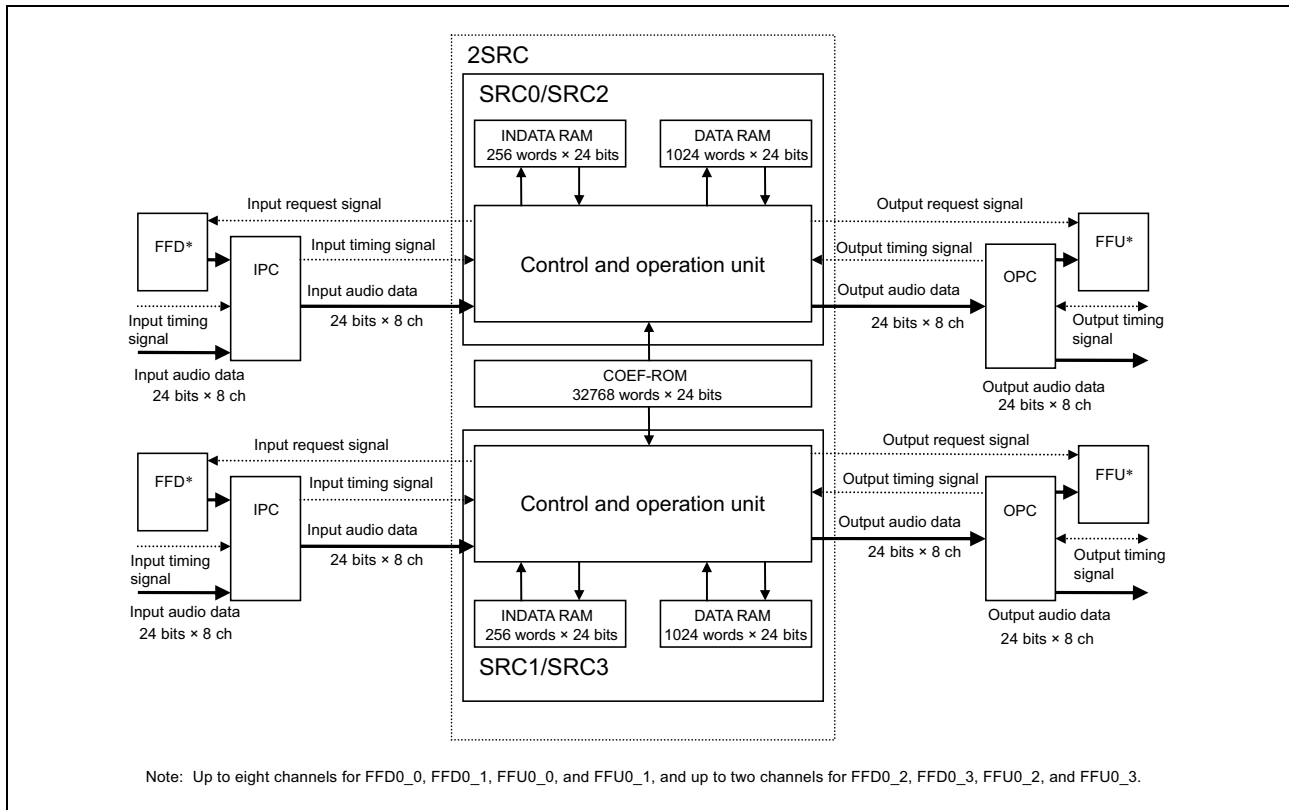 2SRC
SRC0/SRC2
INDATA RAM
256 words × 24 bits
DATA RAM
1024 words × 24 bits
Input request signal
Output request signal
FFD*
IPC
Input timing signal
Control and operation unit
Output timing signal
OPC
FFU*
Input audio data
24 bits × 8 ch
Output audio data
24 bits × 8 ch
Input timing
signal
Output timing
signal
Input audio data
24 bits × 8 ch
COEF-ROM
32768 words × 24 bits
Output audio data
24 bits × 8 ch
Input request signal
Output request signal
FFD*
IPC
Input timing signal
Control and operation unit
Output timing signal
OPC
FFU*
Input audio data
24 bits × 8 ch
Output audio data
24 bits × 8 ch
Input timing
signal
Output timing
signal
Input audio data
24 bits × 8 ch
INDATA RAM
256 words × 24 bits
DATA RAM
1024 words × 24 bits
Output audio data
24 bits × 8 ch
SRC1/SRC3
Note: Up to eight channels for FFD0_0, FFD0_1, FFU0_0, and FFU0_1, and up to two channels for FFD0_2, FFD0_3, FFU0_2, and FFU0_3.